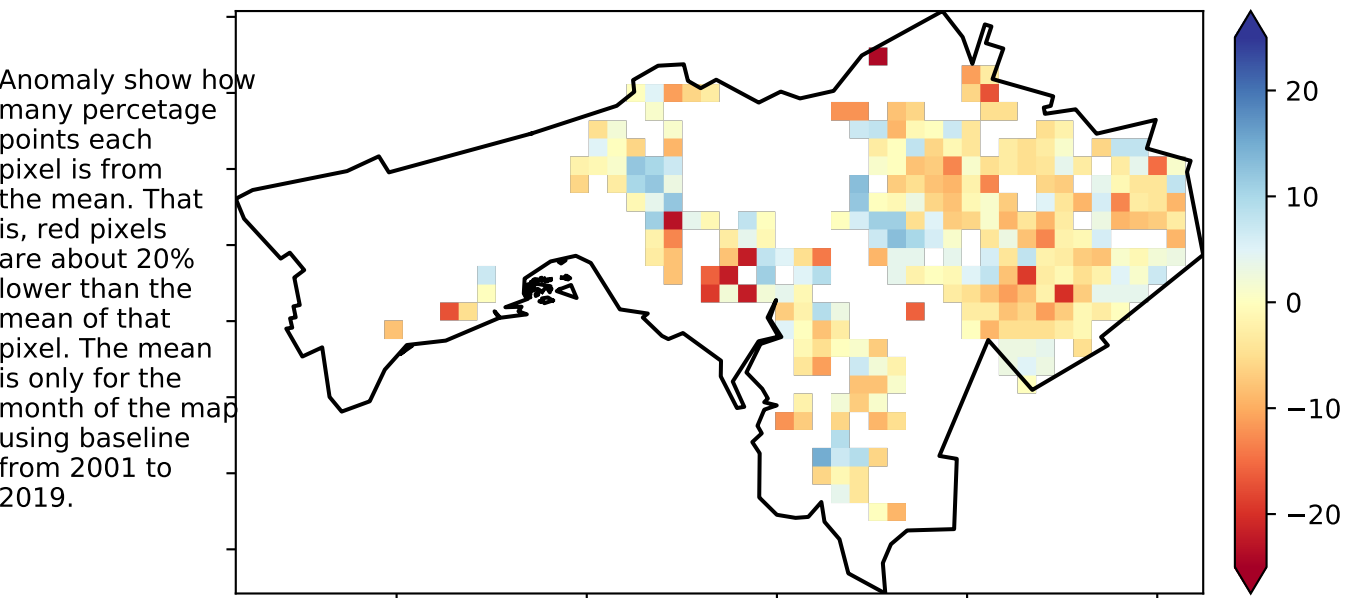 Anomaly show how
many percetage
points each
pixel is from
the mean. That
is, red pixels
are about 20%
lower than the
mean of that
pixel. The mean
is only for the
month of the map
using baseline
from 2001 to
2019.
20
10
0
−10
−20